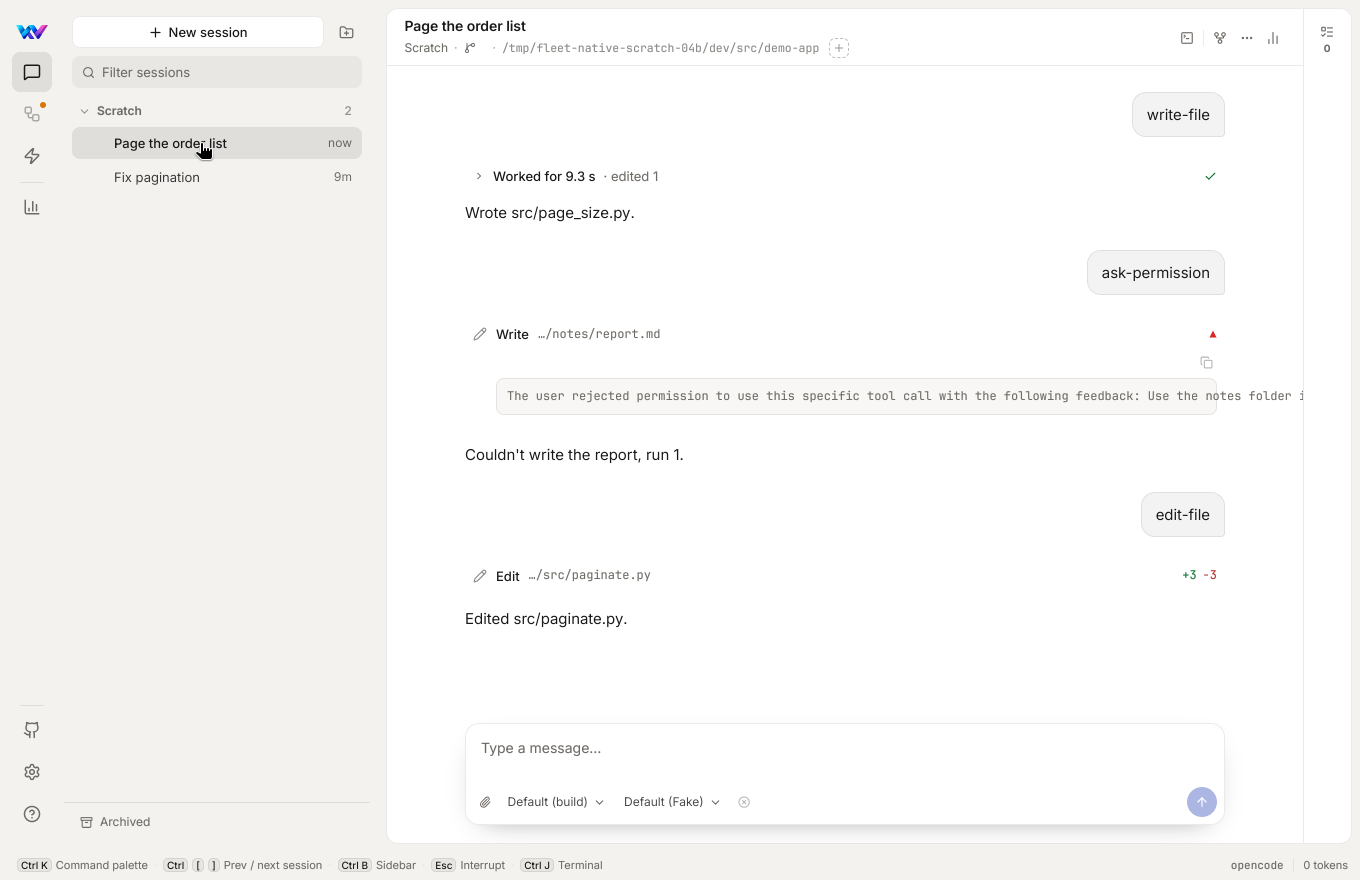 New session
Filter sessions
Scratch 2
Page the order list now
Fix pagination 9m
Archived
Page the order list
Scratch · · /tmp/fleet-native-scratch-04b/dev/src/demo-app
0
write-file
Worked for 9.3 s · edited 1
Wrote src/page_size.py.
ask-permission
Write …/notes/report.md
The user rejected permission to use this specific tool call with the following feedback: Use the notes folder
Couldn't write the report, run 1.
edit-file
Edit …/src/paginate.py +3 -3
Edited src/paginate.py.
Type a message...
Default (build) Default (Fake)
Ctrl K Command palette Ctrl [ ] Prev / next session Ctrl B Sidebar Esc Interrupt Ctrl J Terminal opencode 0 tokens